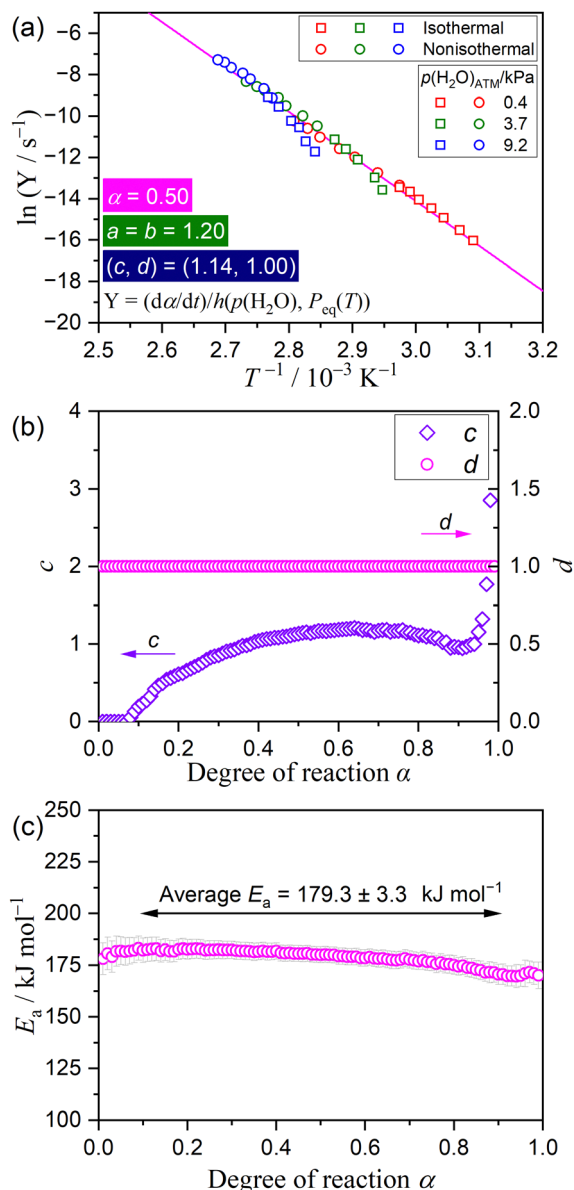 (a)
ln (Y / s⁻¹)
−6
−8
−10
−12
−14
−16
−18
−20
Isothermal
Nonisothermal
p(H₂O)ATM/kPa
0.4
3.7
9.2
α = 0.50
a = b = 1.20
(c, d) = (1.14, 1.00)
Y = (dα/dt)/h(p(H₂O), Peq(T))
2.5 2.6 2.7 2.8 2.9 3.0 3.1 3.2
T ⁻¹ / 10⁻³ K⁻¹
(b)
c
4
3
2
1
0
c
d
d
c
2.0
1.5
1.0
0.5
0.0
d
0.0 0.2 0.4 0.6 0.8 1.0
Degree of reaction α
(c)
Eₐ / kJ mol⁻¹
250
225
200
175
150
125
100
Average Eₐ = 179.3 ± 3.3 kJ mol⁻¹
0.0 0.2 0.4 0.6 0.8 1.0
Degree of reaction α